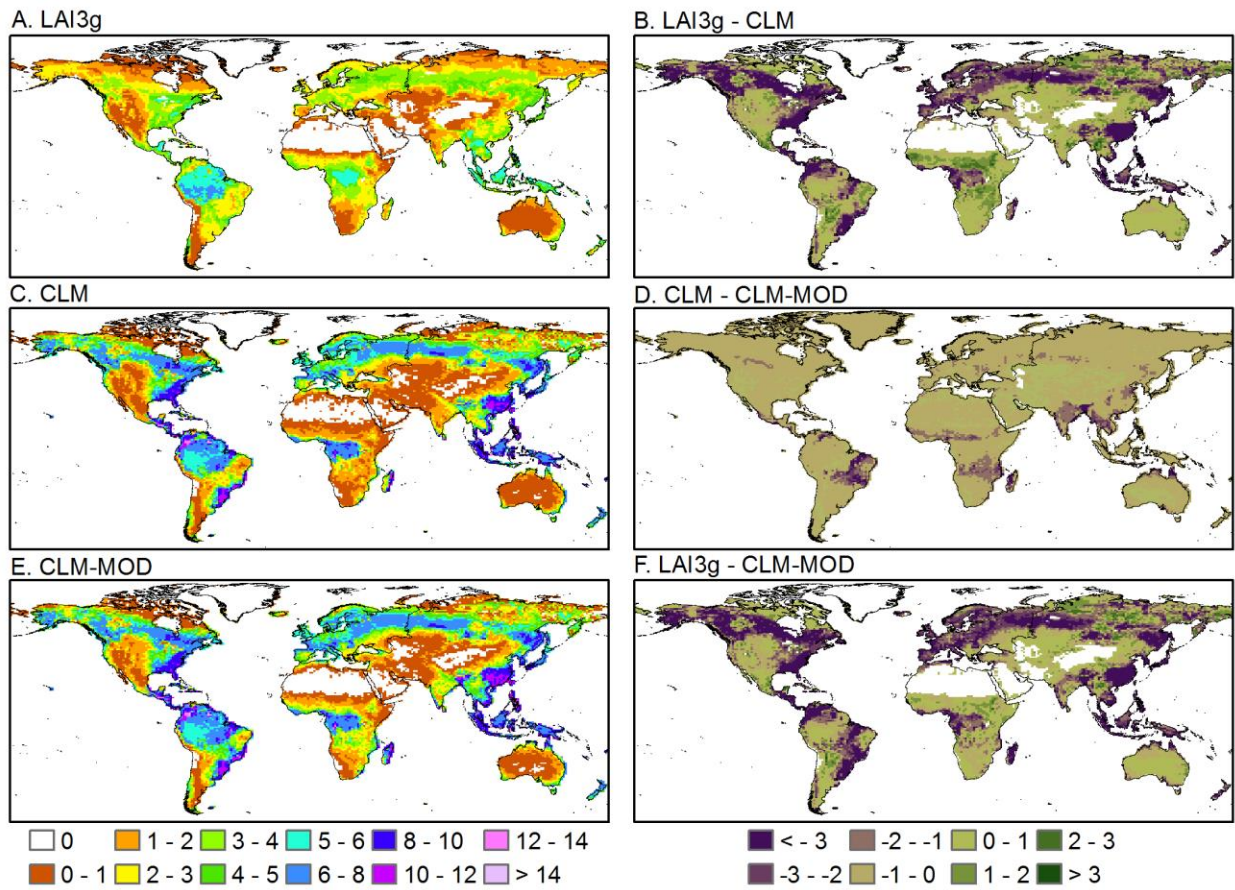 A. LAI3g
B. LAI3g - CLM
C. CLM
D. CLM - CLM-MOD
E. CLM-MOD
F. LAI3g - CLM-MOD
0 1 - 2 3 - 4 5 - 6 8 - 10 12 - 14
0 - 1 2 - 3 4 - 5 6 - 8 10 - 12 > 14
< - 3 -2 - -1 0 - 1 2 - 3
-3 - -2 -1 - 0 1 - 2 > 3